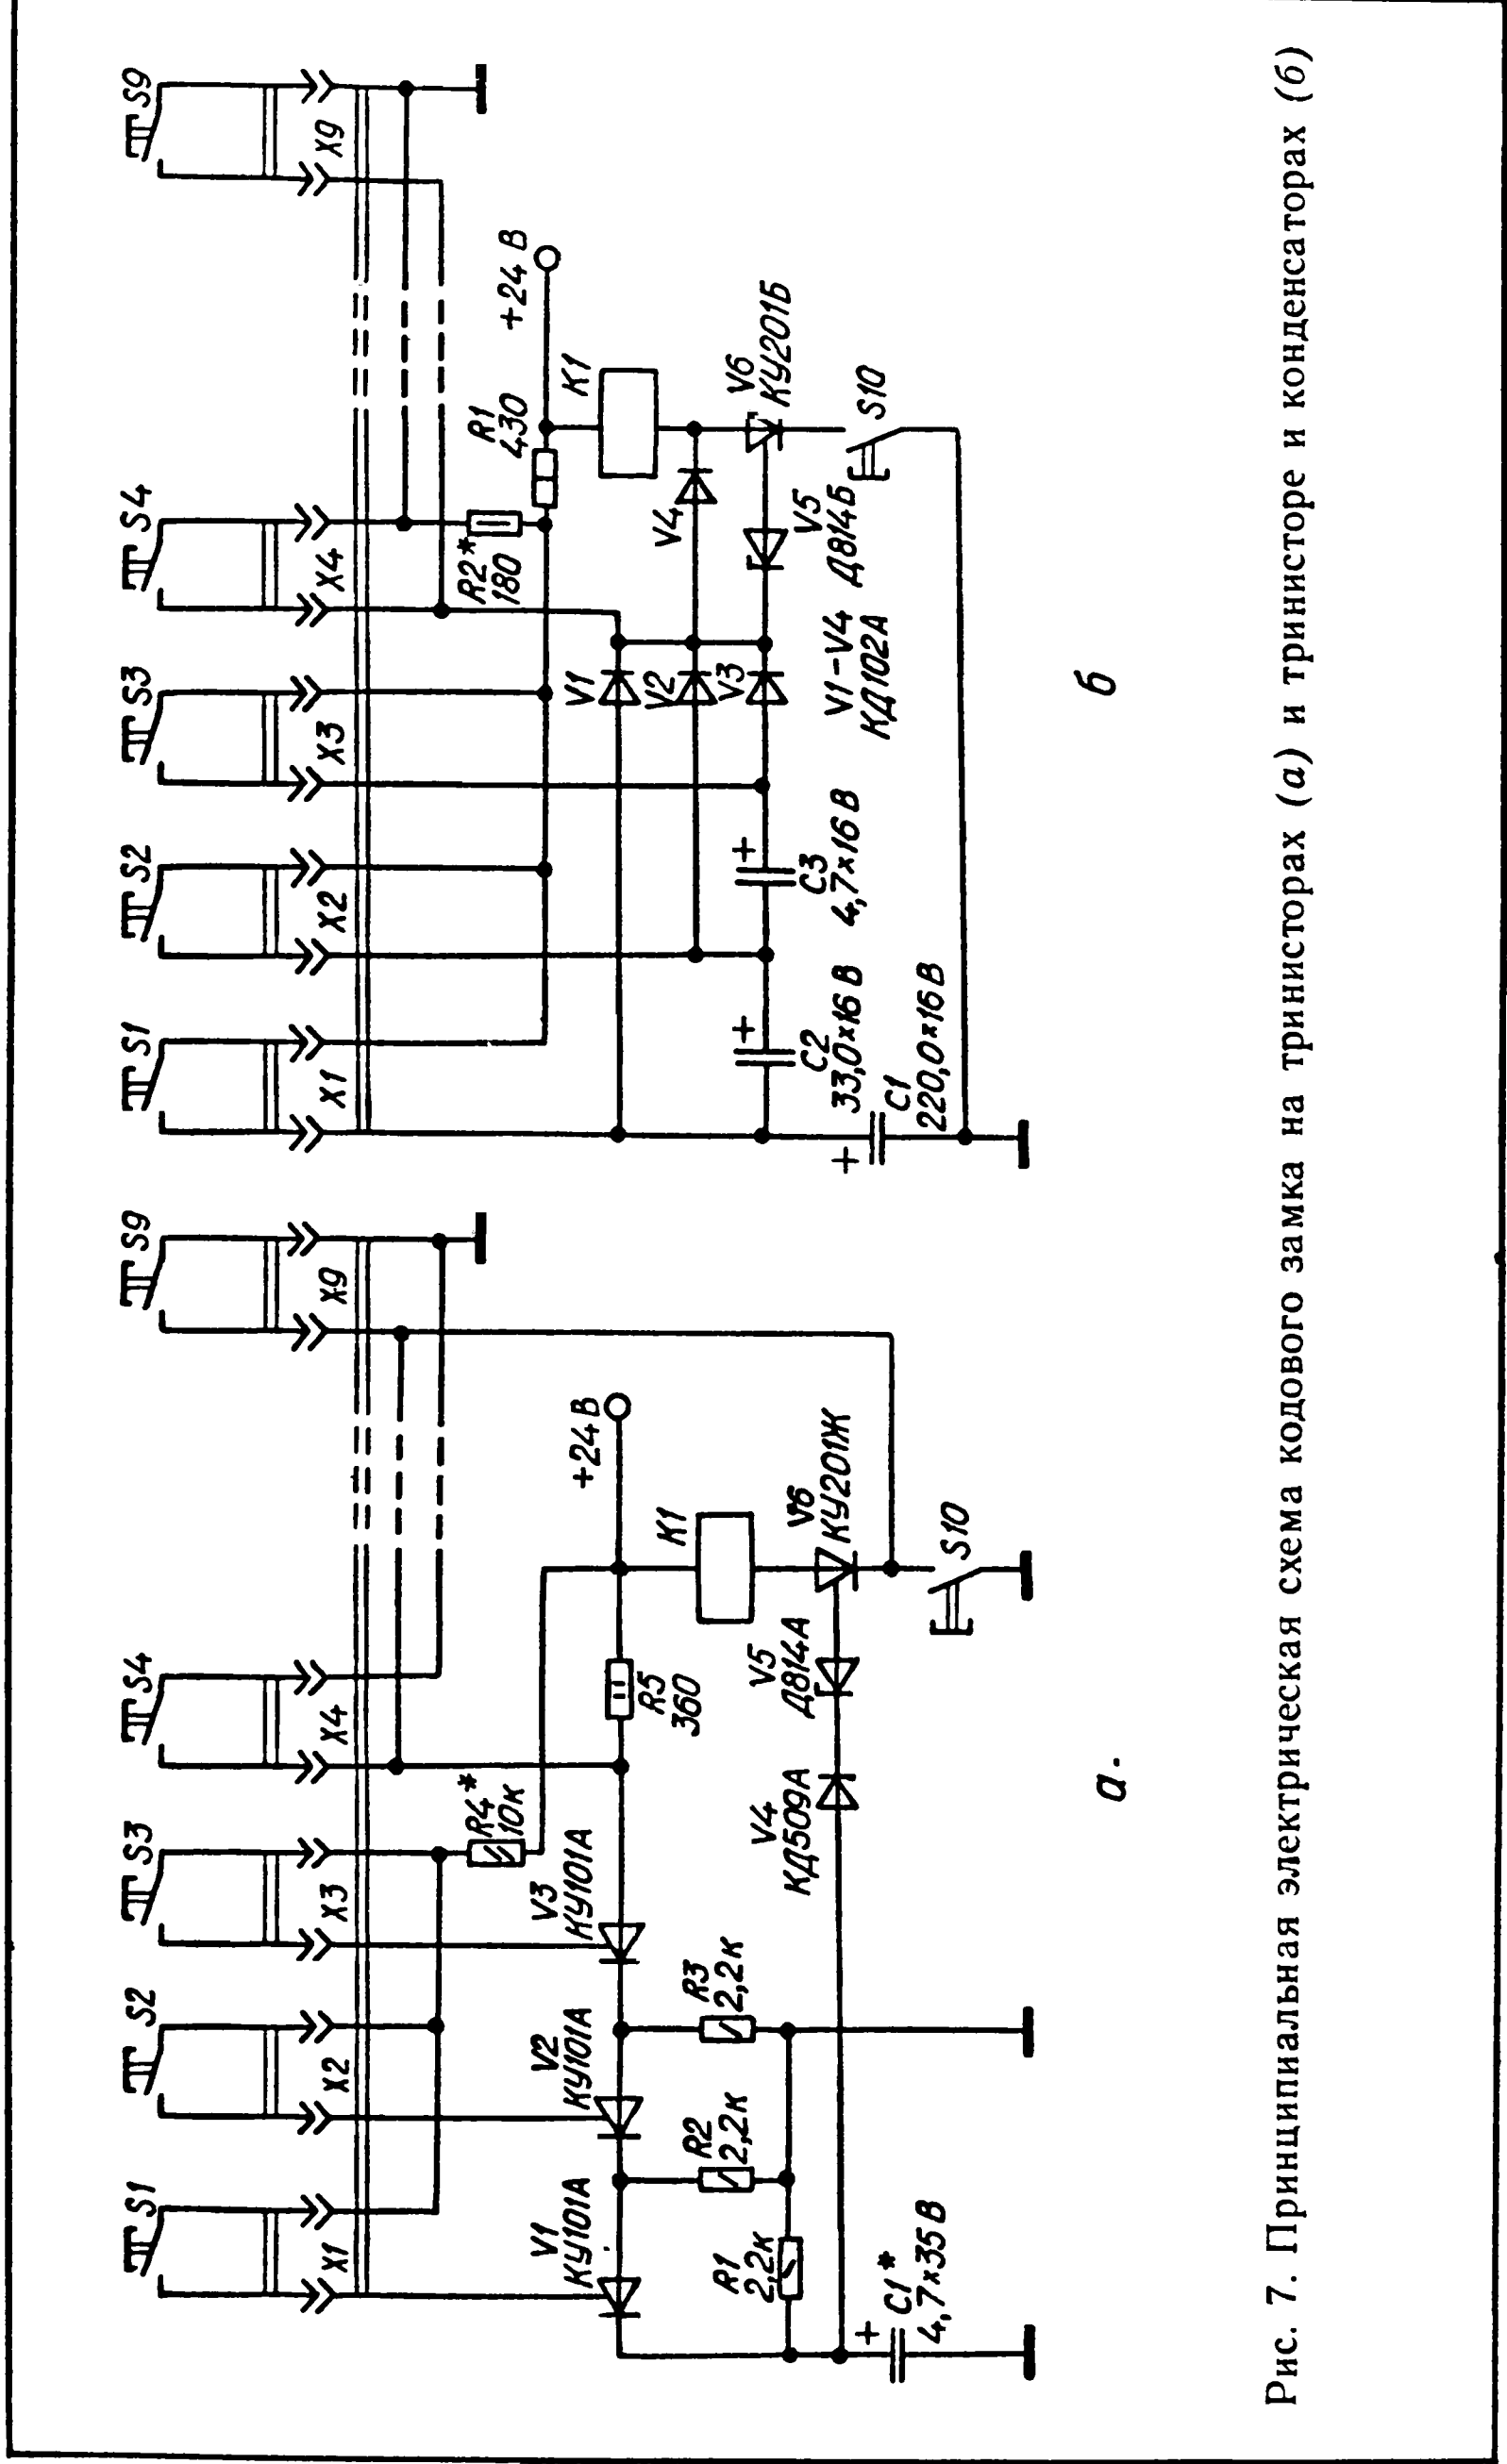 S1
S2
S3
S4
S9
X1
X2
X3
X4
X9
R4*
10к
+24 В
V1
КУ101А
V2
КУ101А
V3
КУ101А
R5
360
K1
R1
2,2к
R2
2,2к
R3
2,2к
V4
КД509А
V5
Д814А
V6
КУ201Ж
+
C1*
4,7×35 В
S10
а.
S1
S2
S3
S4
S9
X1
X2
X3
X4
X9
R2*
180
R1
430
+24 В
V1
V2
V3
V4
K1
V6
КУ201Б
+
C2
33,0×16 В
+
C3
4,7×16 В
V1-V4
КД102А
V5
Д814Б
S10
+
C1
220,0×16 В
б
Рис. 7. Принципиальная электрическая схема кодового замка на тринисторах (а) и тринисторе и конденсаторах (б)